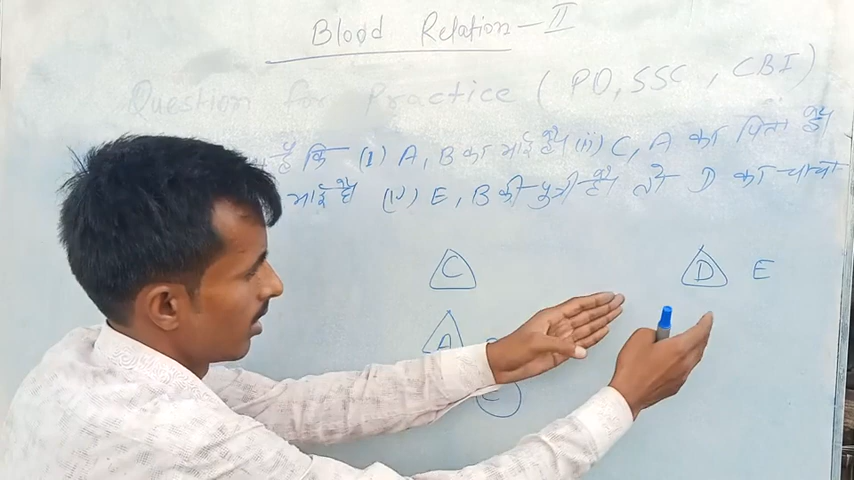 Blood Relation-II
Question for Practice (PO, SSC, CBI)
है कि (I) A, B का भाई है। (ii) C, A का पिता है।
भाई है (IV) E, B की पुत्री है। तो D का चाचा
C D E
A